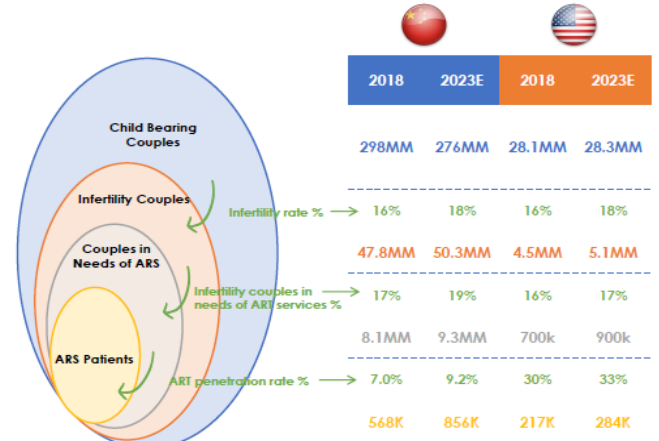 2018 2023E 2018 2023E
Child Bearing
Couples
298MM 276MM 28.1MM 28.3MM
Infertility Couples
Infertility rate % 16% 18% 16% 18%
Couples in
Needs of ARS
47.8MM 50.3MM 4.5MM 5.1MM
Infertility couples in
needs of ART services %
17% 19% 16% 17%
8.1MM 9.3MM 700k 900k
ARS Patients
ART penetration rate % 7.0% 9.2% 30% 33%
568K 856K 217K 284K